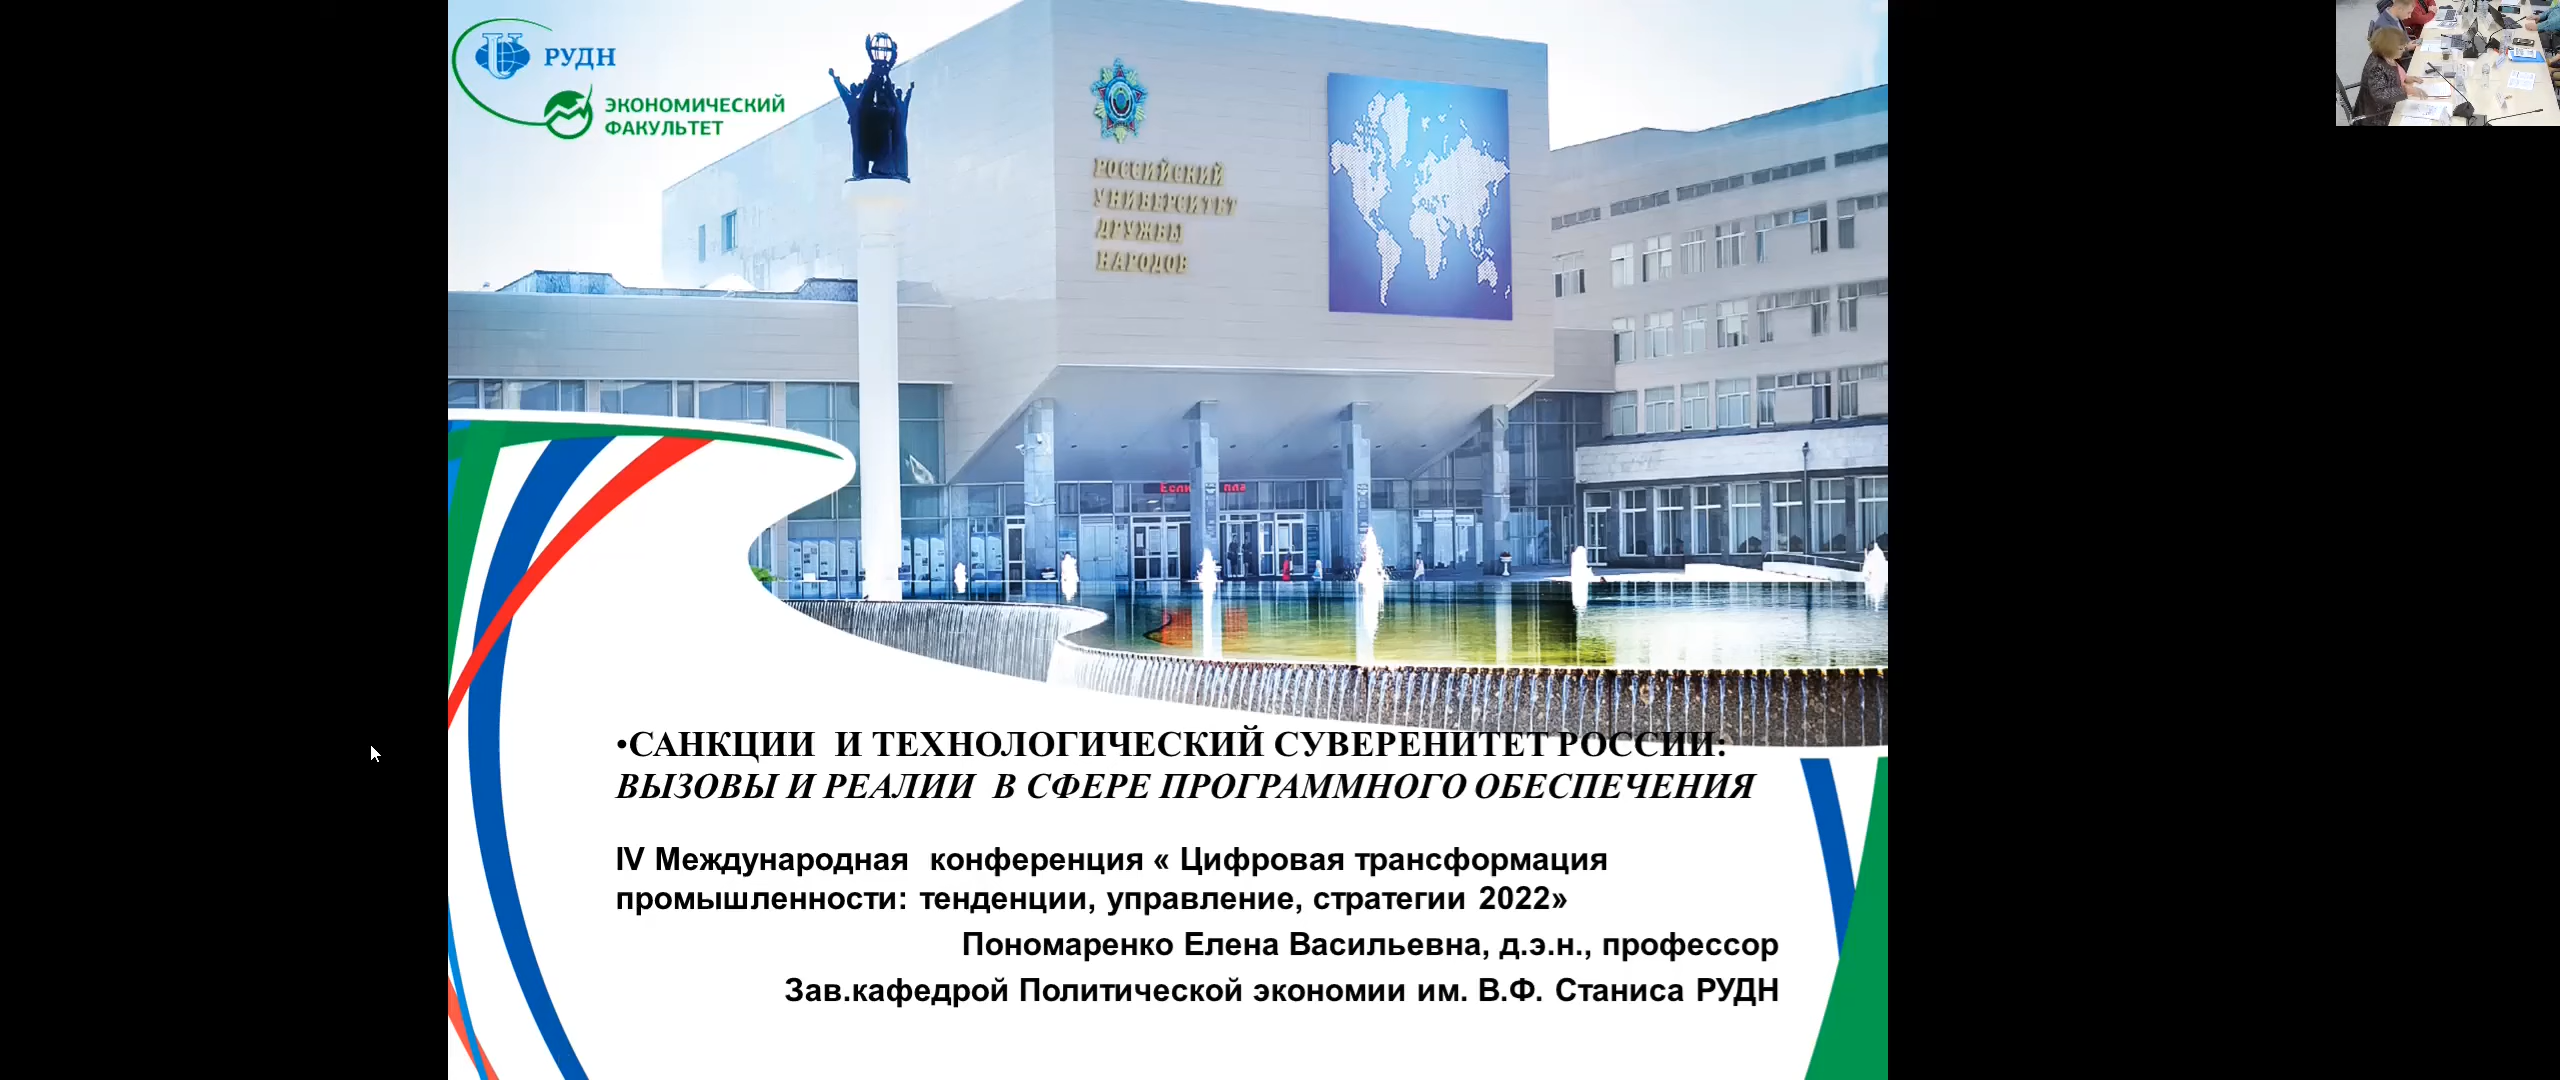 РУДН
ЭКОНОМИЧЕСКИЙ
ФАКУЛЬТЕТ
РОССИЙСКИЙ
УНИВЕРСИТЕТ
ДРУЖБЫ
НАРОДОВ
•САНКЦИИ И ТЕХНОЛОГИЧЕСКИЙ СУВЕРЕНИТЕТ РОССИИ:
ВЫЗОВЫ И РЕАЛИИ В СФЕРЕ ПРОГРАММНОГО ОБЕСПЕЧЕНИЯ
IV Международная конференция « Цифровая трансформация
промышленности: тенденции, управление, стратегии 2022»
Пономаренко Елена Васильевна, д.э.н., профессор
Зав.кафедрой Политической экономии им. В.Ф. Станиса РУДН